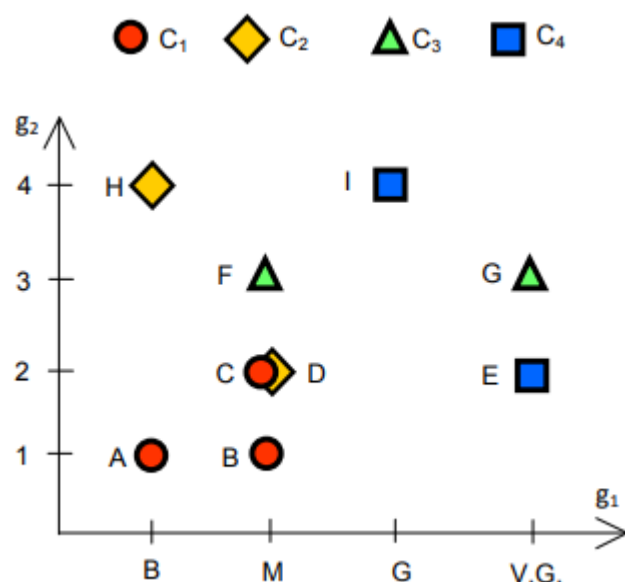 C₁ C₂ C₃ C₄
g₂
4 H I
3 F G
2 C D E
1 A B
g₁
B M G V.G.